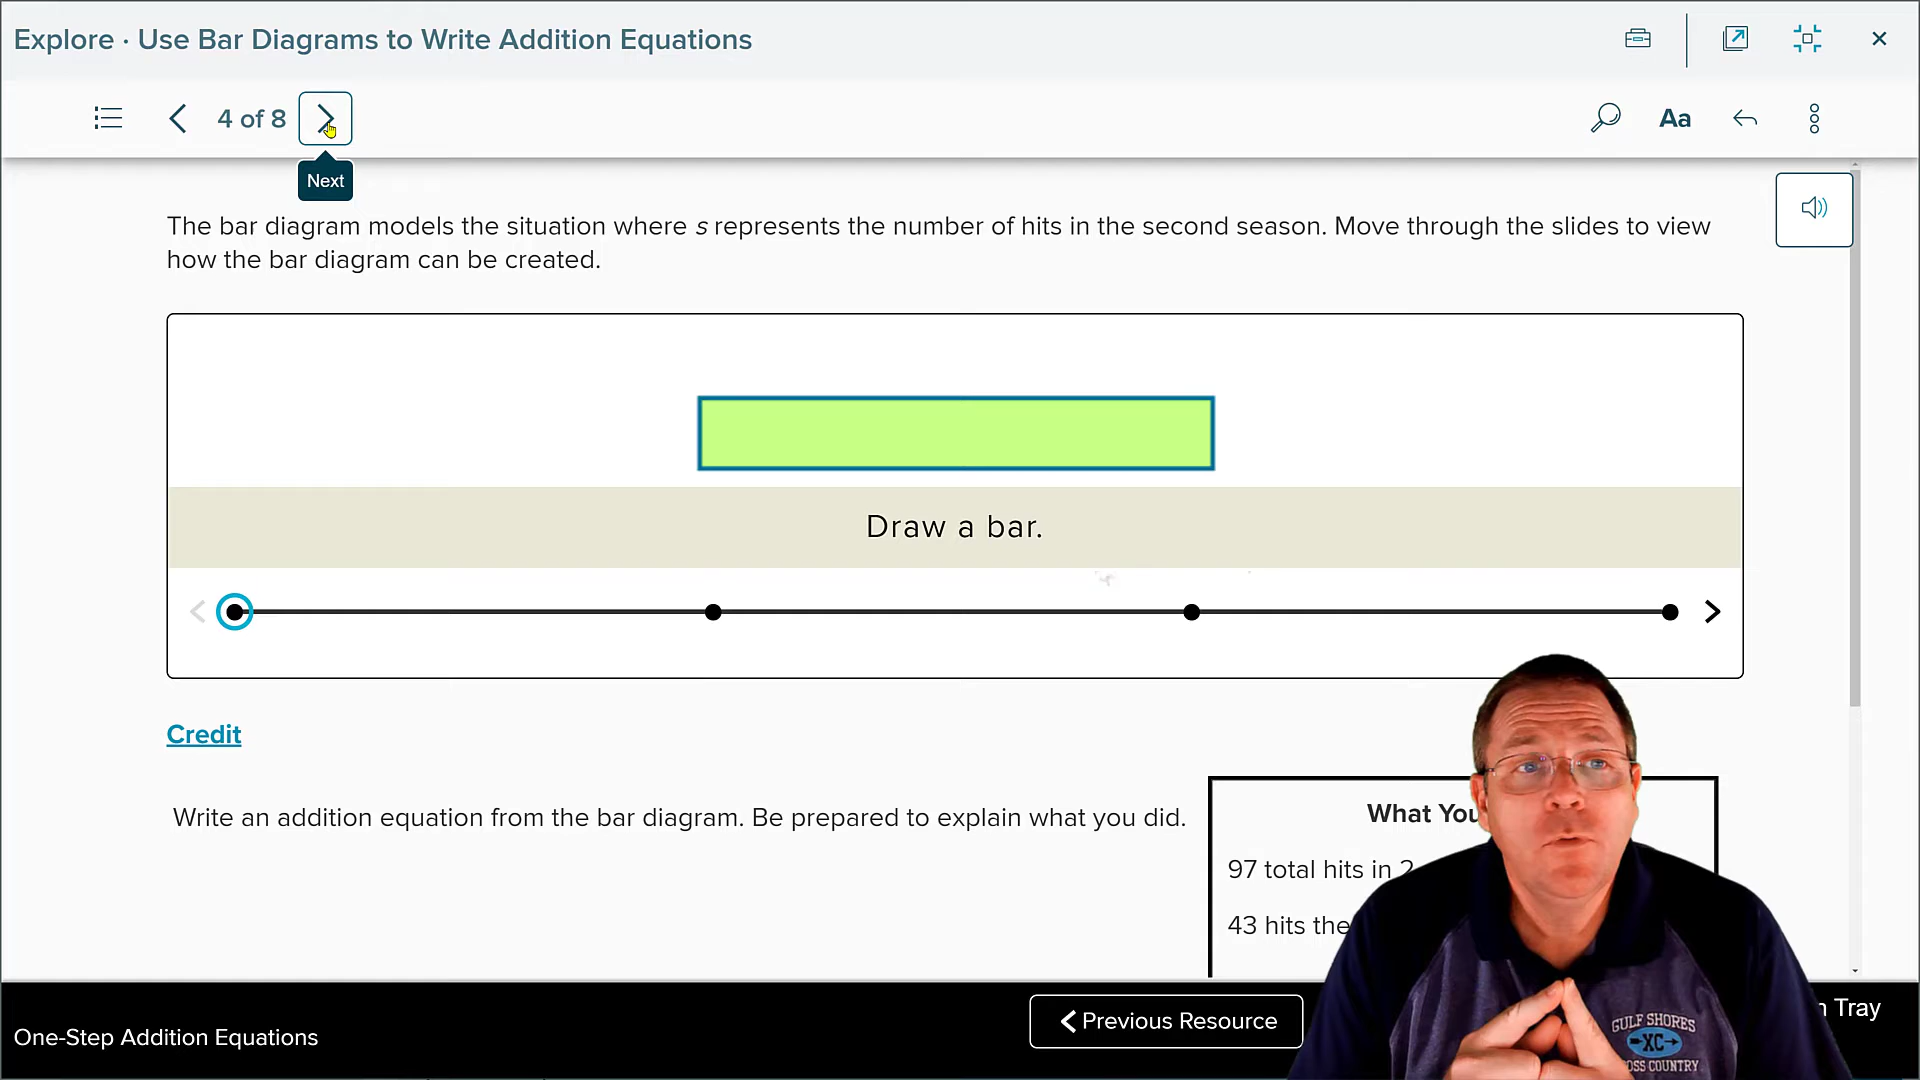 Explore · Use Bar Diagrams to Write Addition Equations
4 of 8
Aa
Next
The bar diagram models the situation where s represents the number of hits in the second season. Move through the slides to view
how the bar diagram can be created.
Draw a bar.
Credit
Write an addition equation from the bar diagram. Be prepared to explain what you did.
What You
97 total hits in 2
43 hits the
One-Step Addition Equations
Previous Resource
Tray
GULF SHORES
XC
COUNTRY